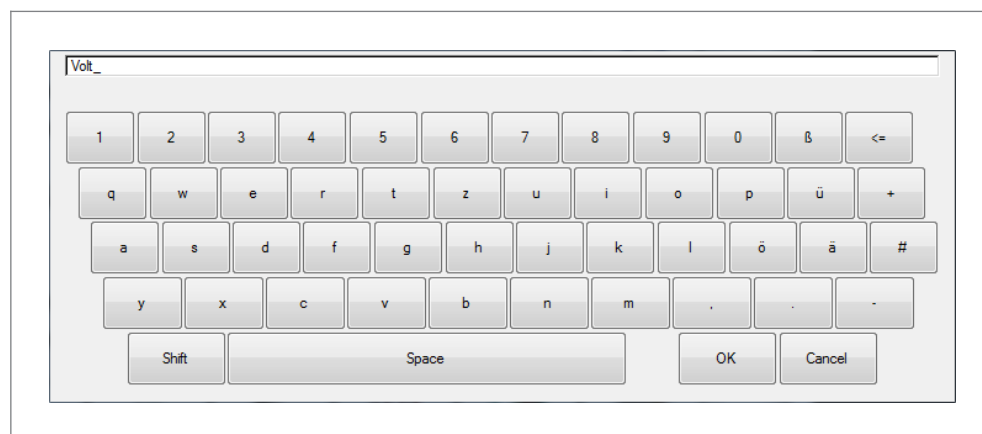 Volt_
1 2 3 4 5 6 7 8 9 0 ß <=
q w e r t z u i o p ü +
a s d f g h j k l ö ä #
y x c v b n m , . -
Shift Space OK Cancel